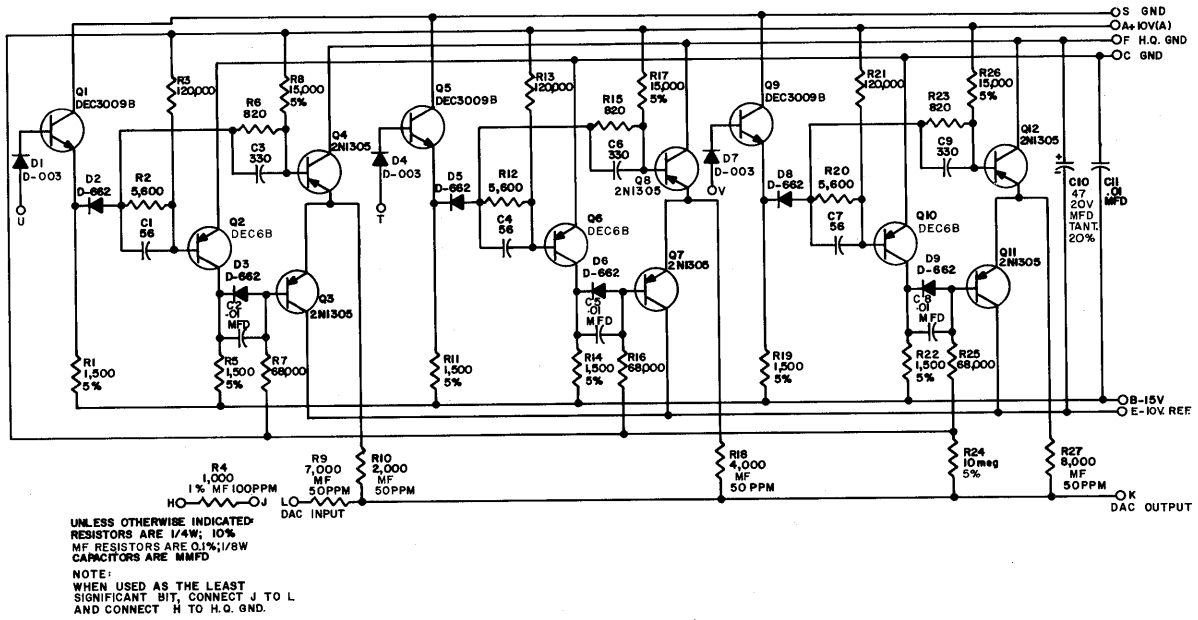 S GND
A+10V(A)
F H.Q. GND
C GND
Q1
DEC3009B
R3
120,000
R8
15,000
5%
R6
820
C3
330
Q4
2N1305
D1
D-003
U
D2
D-662
R2
5,600
C1
56
Q2
DEC6B
D3
D-662
C2
.01
MFD
Q3
2N1305
R1
1,500
5%
R5
1,500
5%
R7
68,000
Q5
DEC3009B
R13
120,000
R17
15,000
5%
R15
820
C6
330
Q8
2N1305
D4
D-003
T
D5
D-662
R12
5,600
C4
56
Q6
DEC6B
D6
D-662
C5
.01
MFD
Q7
2N1305
R11
1,500
5%
R14
1,500
5%
R16
68,000
Q9
DEC3009B
R21
120,000
R26
15,000
5%
R23
820
C9
330
Q12
2N1305
D7
D-003
V
D8
D-662
R20
5,600
C7
56
Q10
DEC6B
D9
D-662
C8
.01
MFD
Q11
2N1305
R19
1,500
5%
R22
1,500
5%
R25
68,000
+
C10
47
20V
MFD
TANT.
20%
C11
.01
MFD
B-15V
E-10V. REF.
R4
1,000
1% MF 100PPM
H
J
L
DAC INPUT
R9
7,000
MF
50PPM
R10
2,000
MF
50PPM
R18
4,000
MF
50 PPM
R24
10meg
5%
R27
8,000
MF
50PPM
K
DAC OUTPUT
UNLESS OTHERWISE INDICATED:
RESISTORS ARE 1/4W; 10%
MF RESISTORS ARE 0.1%; 1/8W
CAPACITORS ARE MMFD
NOTE:
WHEN USED AS THE LEAST
SIGNIFICANT BIT, CONNECT J TO L
AND CONNECT H TO H.Q. GND.